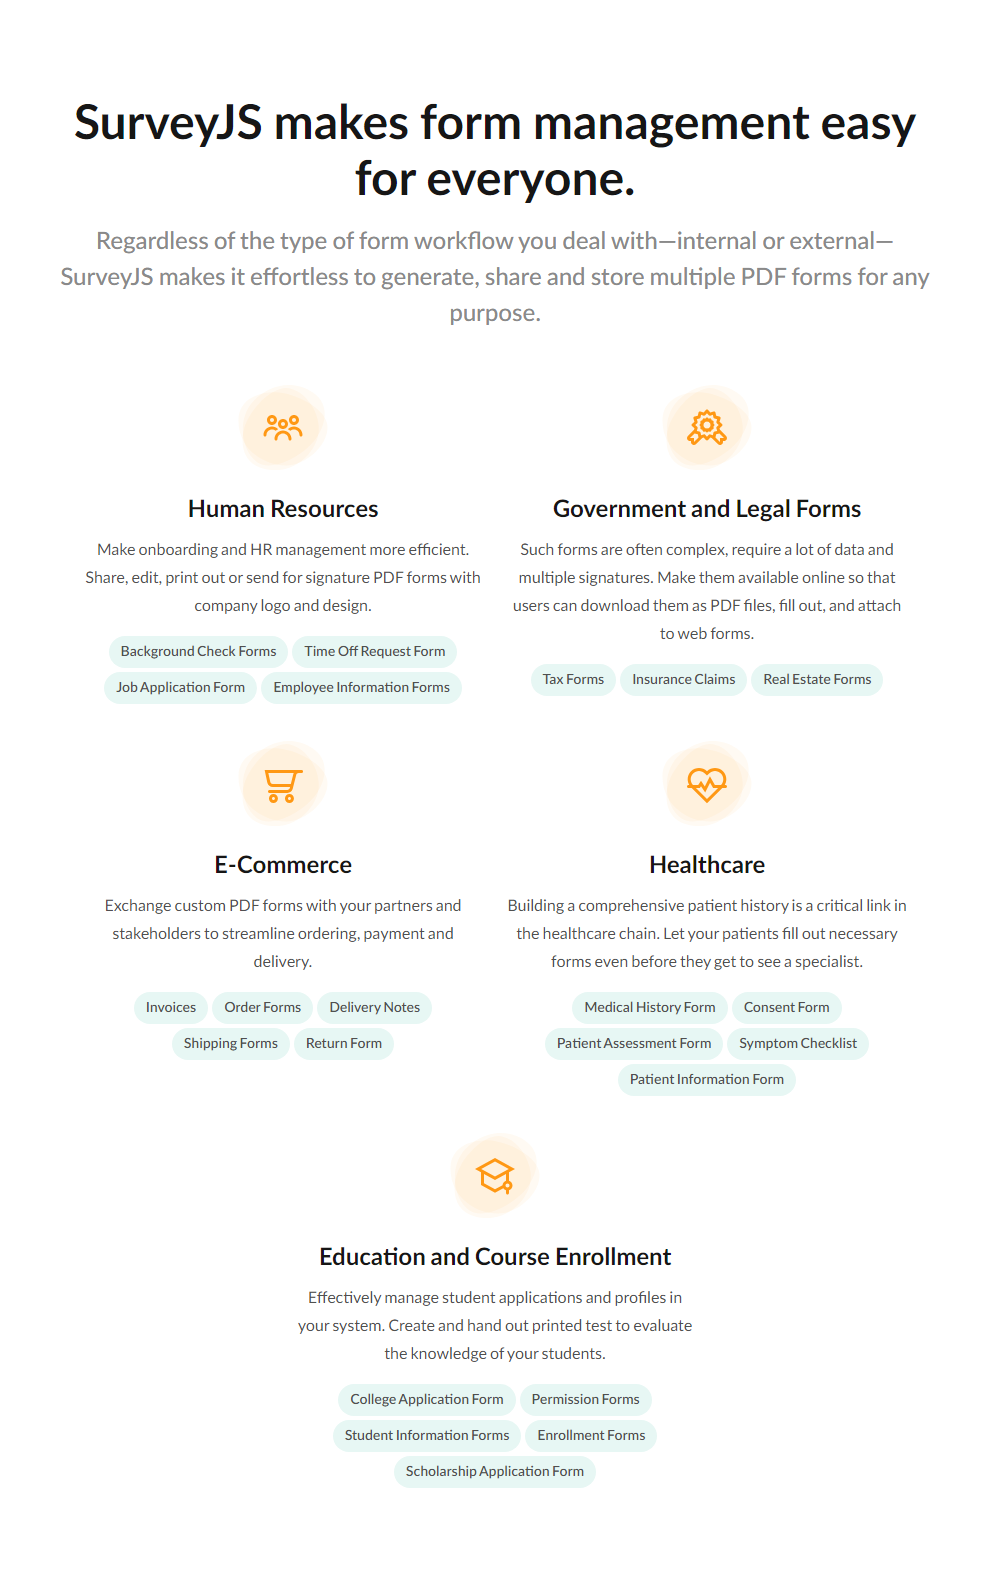 SurveyJS makes form management easy
for everyone.
Regardless of the type of form workflow you deal with—internal or external—
SurveyJS makes it effortless to generate, share and store multiple PDF forms for any
purpose.
Human Resources
Make onboarding and HR management more efficient.
Share, edit, print out or send for signature PDF forms with
company logo and design.
Background Check Forms
Time Off Request Form
Job Application Form
Employee Information Forms
Government and Legal Forms
Such forms are often complex, require a lot of data and
multiple signatures. Make them available online so that
users can download them as PDF files, fill out, and attach
to web forms.
Tax Forms
Insurance Claims
Real Estate Forms
E-Commerce
Exchange custom PDF forms with your partners and
stakeholders to streamline ordering, payment and
delivery.
Invoices
Order Forms
Delivery Notes
Shipping Forms
Return Form
Healthcare
Building a comprehensive patient history is a critical link in
the healthcare chain. Let your patients fill out necessary
forms even before they get to see a specialist.
Medical History Form
Consent Form
Patient Assessment Form
Symptom Checklist
Patient Information Form
Education and Course Enrollment
Effectively manage student applications and profiles in
your system. Create and hand out printed test to evaluate
the knowledge of your students.
College Application Form
Permission Forms
Student Information Forms
Enrollment Forms
Scholarship Application Form